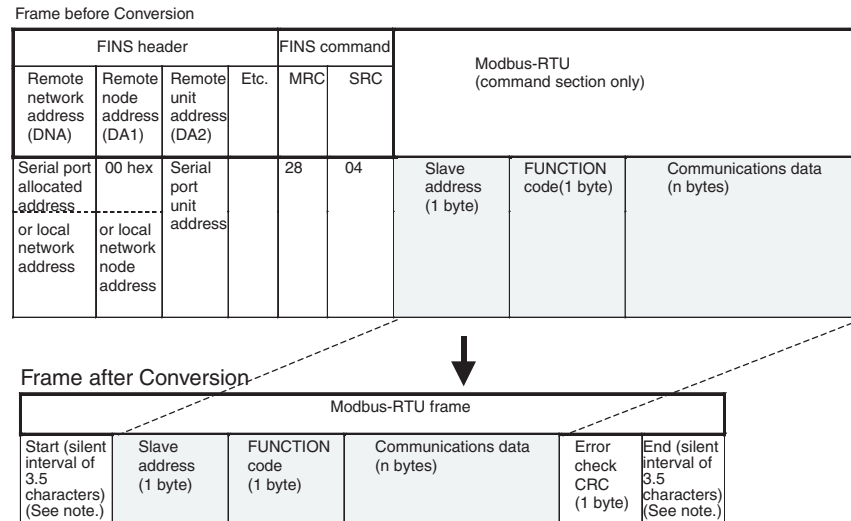 Frame before Conversion
FINS header
FINS command
Modbus-RTU
(command section only)
Remote
network
address
(DNA)
Remote
node
address
(DA1)
Remote
unit
address
(DA2)
Etc.
MRC
SRC
Serial port
allocated
address
or local
network
address
00 hex
or local
network
node
address
Serial
port
unit
address
28
04
Slave
address
(1 byte)
FUNCTION
code(1 byte)
Communications data
(n bytes)
Frame after Conversion
Modbus-RTU frame
Start (silent
interval of
3.5
characters)
(See note.)
Slave
address
(1 byte)
FUNCTION
code
(1 byte)
Communications data
(n bytes)
Error
check
CRC
(1 byte)
End (silent
interval of
3.5
characters)
(See note.)